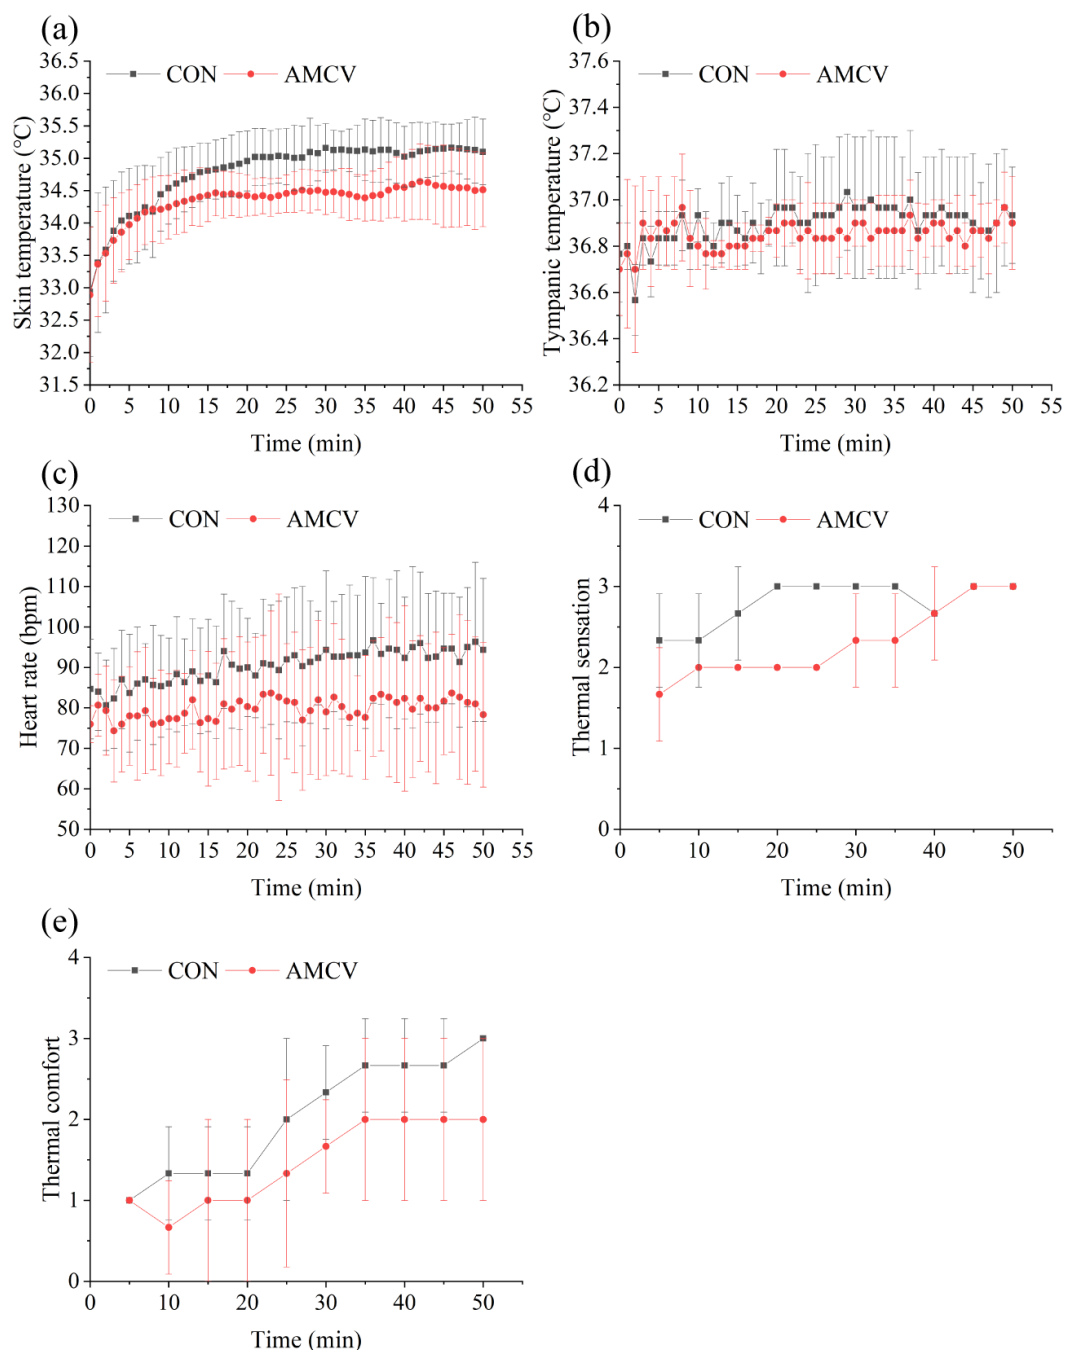 (a)
CON AMCV
Skin temperature (°C)
36.5
36.0
35.5
35.0
34.5
34.0
33.5
33.0
32.5
32.0
31.5
0 5 10 15 20 25 30 35 40 45 50 55
Time (min)
(b)
CON AMCV
Tympanic temperature (°C)
37.6
37.4
37.2
37.0
36.8
36.6
36.4
36.2
0 5 10 15 20 25 30 35 40 45 50 55
Time (min)
(c)
CON AMCV
Heart rate (bpm)
130
120
110
100
90
80
70
60
50
0 5 10 15 20 25 30 35 40 45 50 55
Time (min)
(d)
CON AMCV
Thermal sensation
4
3
2
1
0
0 10 20 30 40 50
Time (min)
(e)
CON AMCV
Thermal comfort
4
3
2
1
0
0 10 20 30 40 50
Time (min)